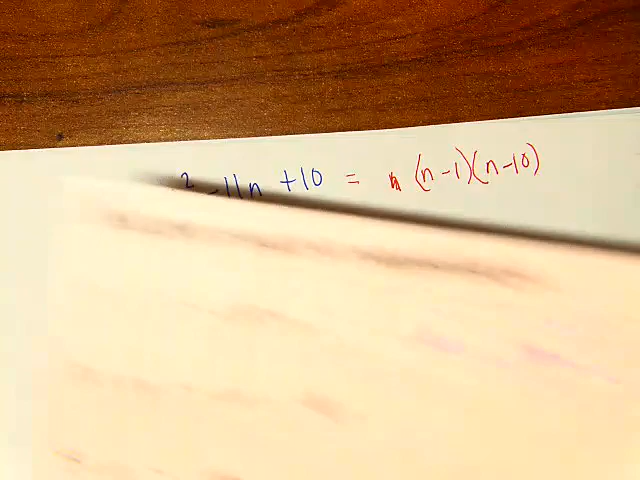 ² - 11n + 10 = (n-1)(n-10)